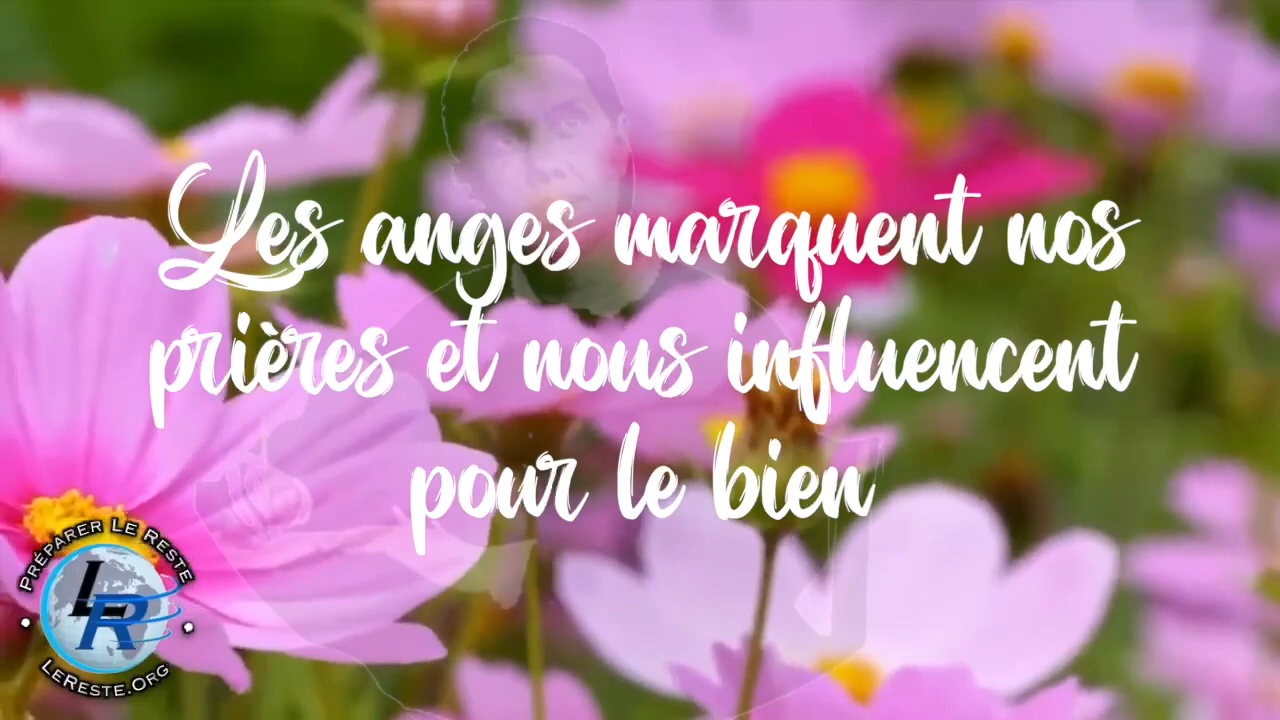 Les anges marquent nos
prières et nous influencent
pour le bien
PRÉPARER LE RESTE
LR
LERESTE.ORG